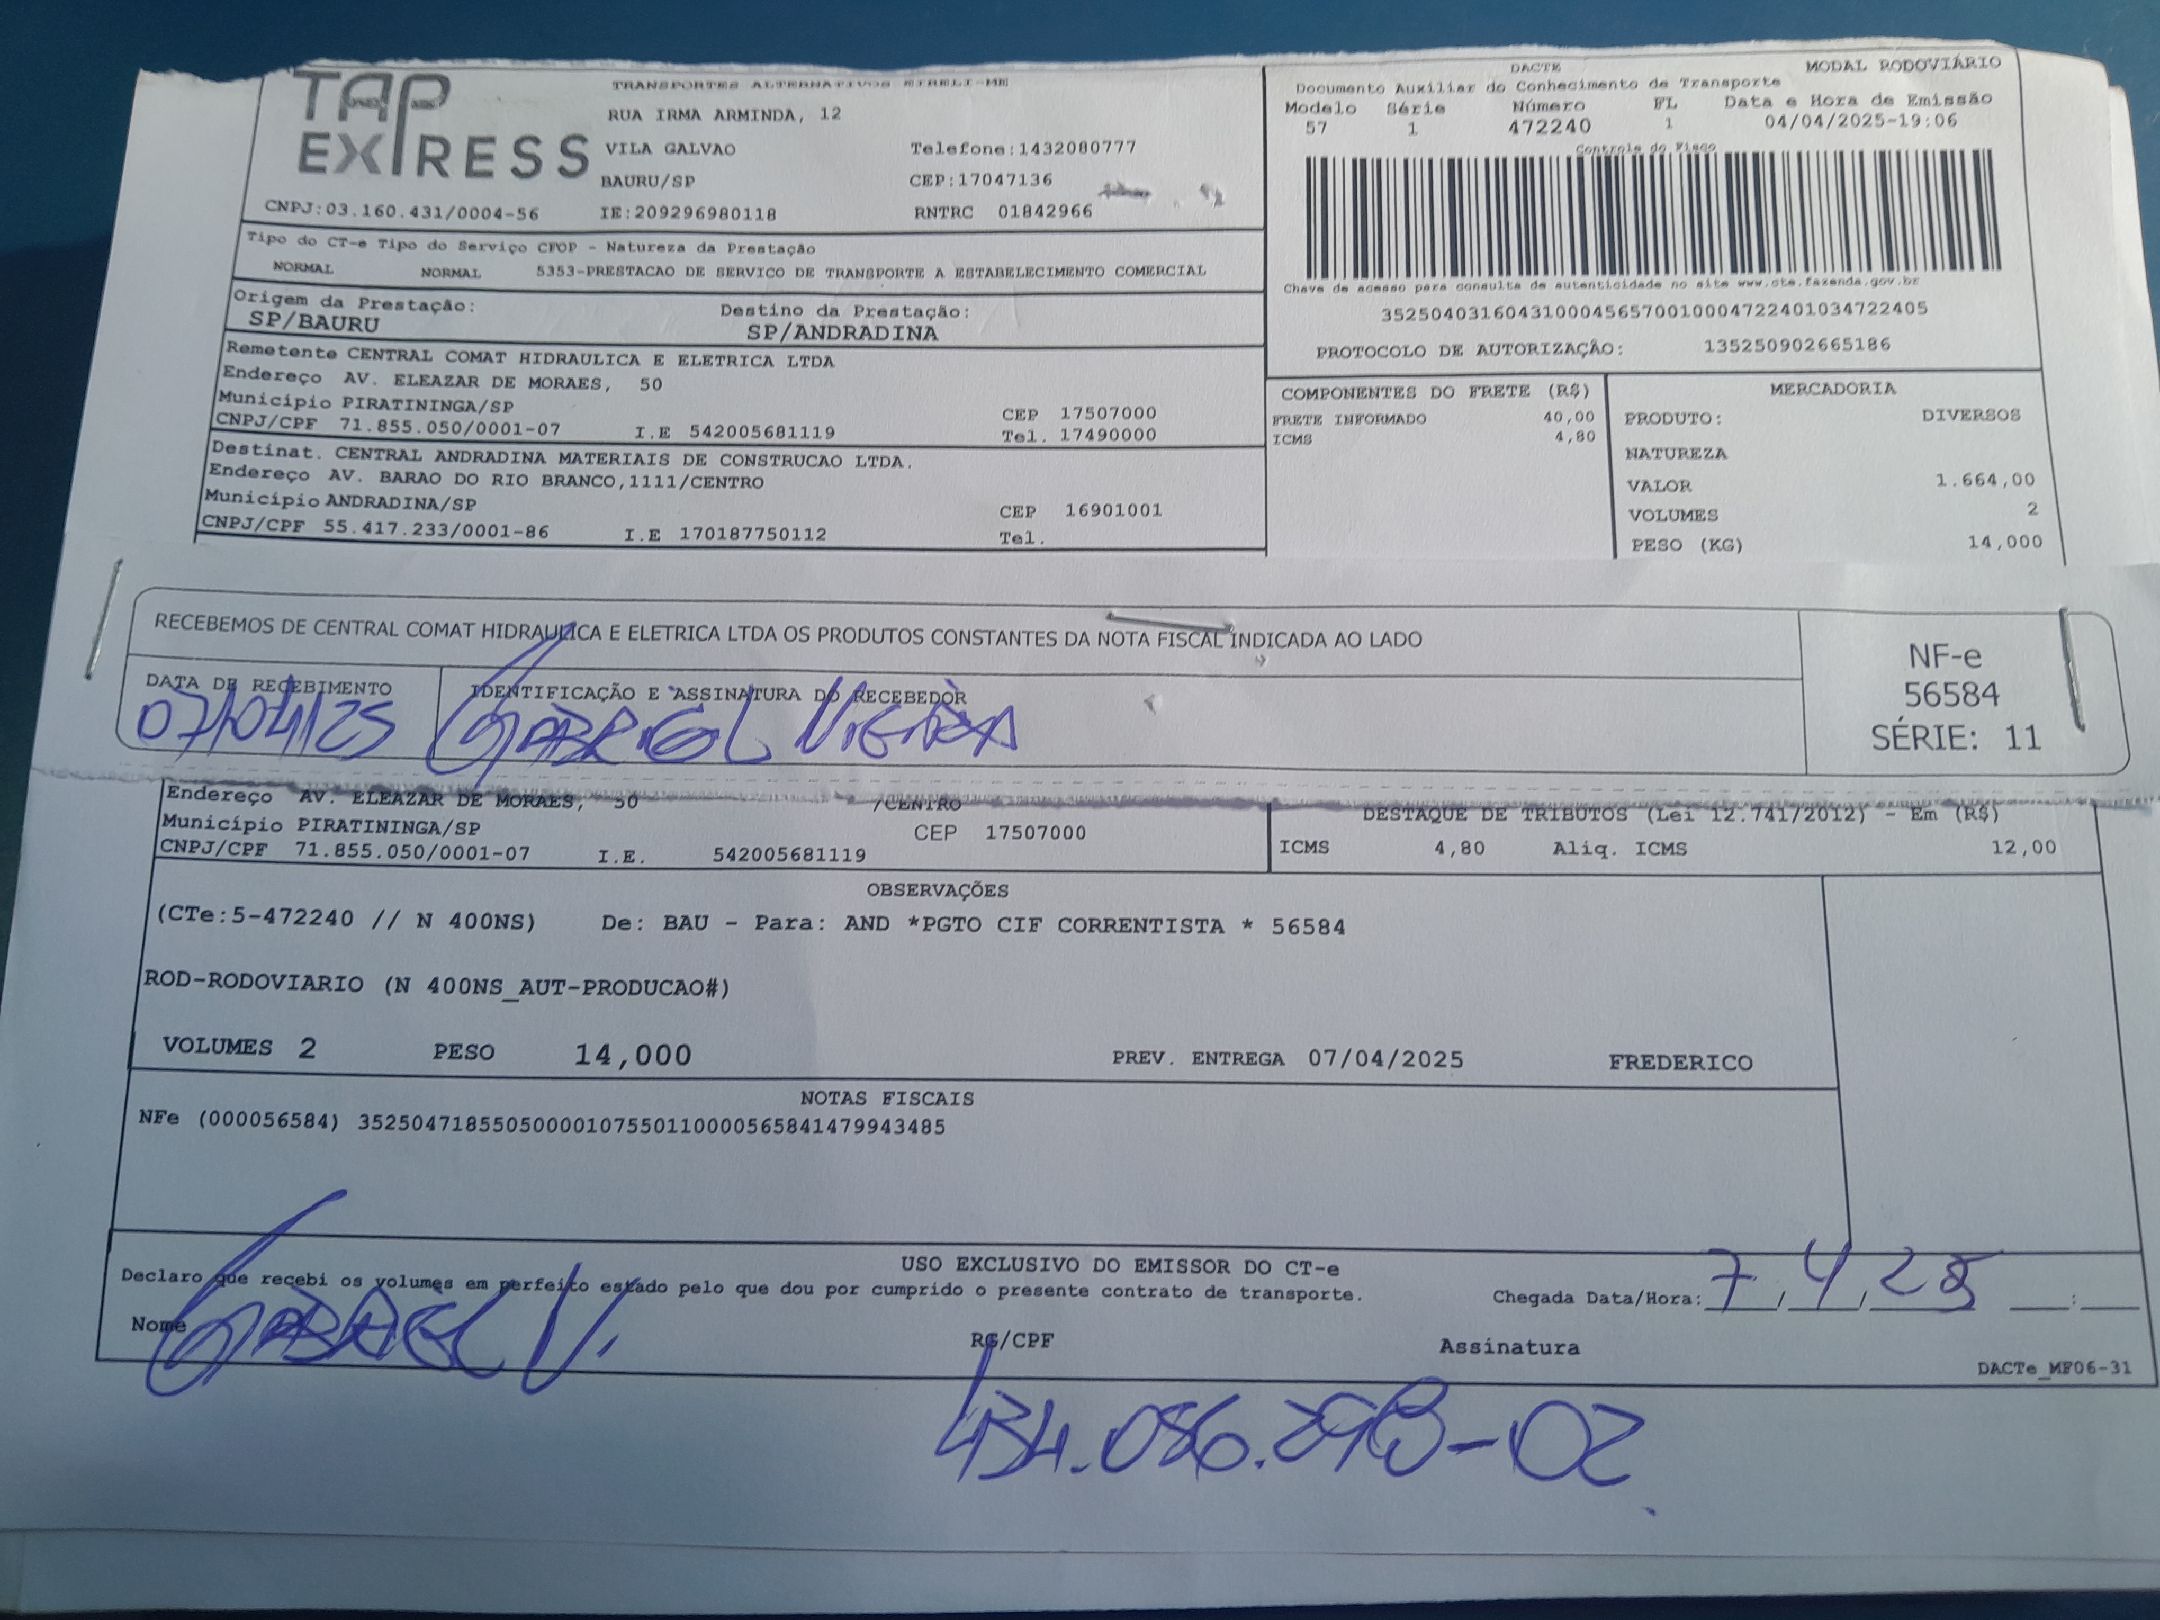 TAP EXPRESS
TRANSPORTES ALTERNATIVOS EIRELI-ME
RUA IRMA ARMINDA, 12
VILA GALVAO Telefone:1432080777
BAURU/SP CEP:17047136
CNPJ:03.160.431/0004-56 IE:209296980118 RNTRC 01842966
DACTE MODAL RODOVIÁRIO
Documento Auxiliar do Conhecimento de Transporte
Modelo Série Número FL Data e Hora de Emissão
57 1 472240 1 04/04/2025-19:06
Controle do Fisco
Chave de acesso para consulta de autenticidade no site www.cte.fazenda.gov.br
35250403160431000456570010004722401034722405
PROTOCOLO DE AUTORIZAÇÃO: 135250902665186
Tipo do CT-e Tipo do Serviço CFOP - Natureza da Prestação
NORMAL NORMAL 5353-PRESTACAO DE SERVICO DE TRANSPORTE A ESTABELECIMENTO COMERCIAL
Origem da Prestação: Destino da Prestação:
SP/BAURU SP/ANDRADINA
Remetente CENTRAL COMAT HIDRAULICA E ELETRICA LTDA
Endereço AV. ELEAZAR DE MORAES, 50
Município PIRATININGA/SP CEP 17507000
CNPJ/CPF 71.855.050/0001-07 I.E 542005681119 Tel. 17490000
Destinat. CENTRAL ANDRADINA MATERIAIS DE CONSTRUCAO LTDA.
Endereço AV. BARAO DO RIO BRANCO,1111/CENTRO
Município ANDRADINA/SP CEP 16901001
CNPJ/CPF 55.417.233/0001-86 I.E 170187750112 Tel.
COMPONENTES DO FRETE (R$)
FRETE INFORMADO 40,00
ICMS 4,80
MERCADORIA
PRODUTO: DIVERSOS
NATUREZA
VALOR 1.664,00
VOLUMES 2
PESO (KG) 14,000
RECEBEMOS DE CENTRAL COMAT HIDRAULICA E ELETRICA LTDA OS PRODUTOS CONSTANTES DA NOTA FISCAL INDICADA AO LADO
DATA DE RECEBIMENTO IDENTIFICAÇÃO E ASSINATURA DO RECEBEDOR
07/04/25 GABRIEL VIEIRA
NF-e
56584
SÉRIE: 11
Endereço AV. ELEAZAR DE MORAES, 50 /CENTRO
Município PIRATININGA/SP CEP 17507000
CNPJ/CPF 71.855.050/0001-07 I.E. 542005681119
DESTAQUE DE TRIBUTOS (Lei 12.741/2012) - Em (R$)
ICMS 4,80 Aliq. ICMS 12,00
OBSERVAÇÕES
(CTe:5-472240 // N 400NS) De: BAU - Para: AND *PGTO CIF CORRENTISTA * 56584
ROD-RODOVIARIO (N 400NS_AUT-PRODUCAO#)
VOLUMES 2 PESO 14,000 PREV. ENTREGA 07/04/2025 FREDERICO
NOTAS FISCAIS
NFe (000056584) 35250471855050000107550110000565841479943485
USO EXCLUSIVO DO EMISSOR DO CT-e
Declaro que recebi os volumes em perfeito estado pelo que dou por cumprido o presente contrato de transporte. Chegada Data/Hora: 7/4/25 __:__
Nome GABRIEL V. RG/CPF Assinatura
DACTe_MF06-31
434.086.898-02